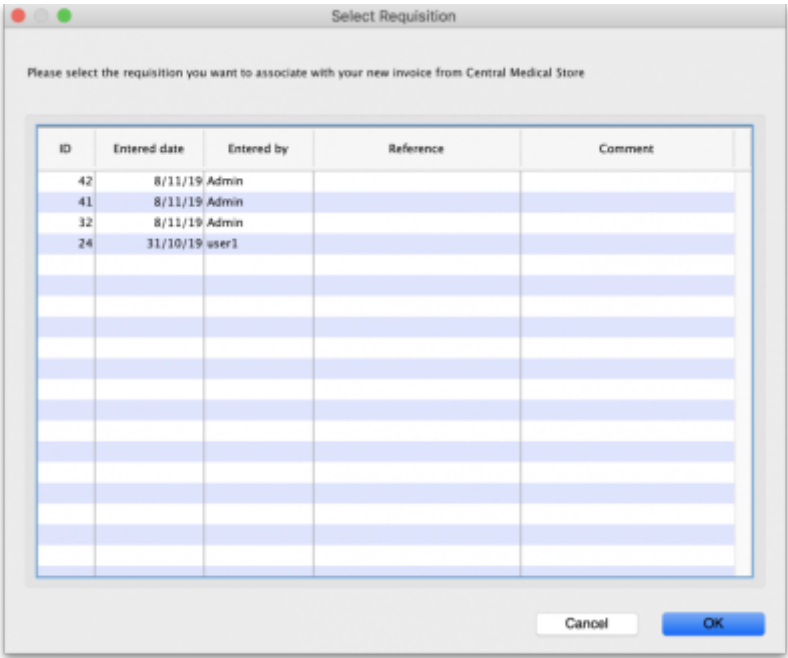 Select Requisition
Please select the requisition you want to associate with your new invoice from Central Medical Store
ID Entered date Entered by Reference Comment
42 8/11/19 Admin
41 8/11/19 Admin
32 8/11/19 Admin
24 31/10/19 user1
Cancel OK